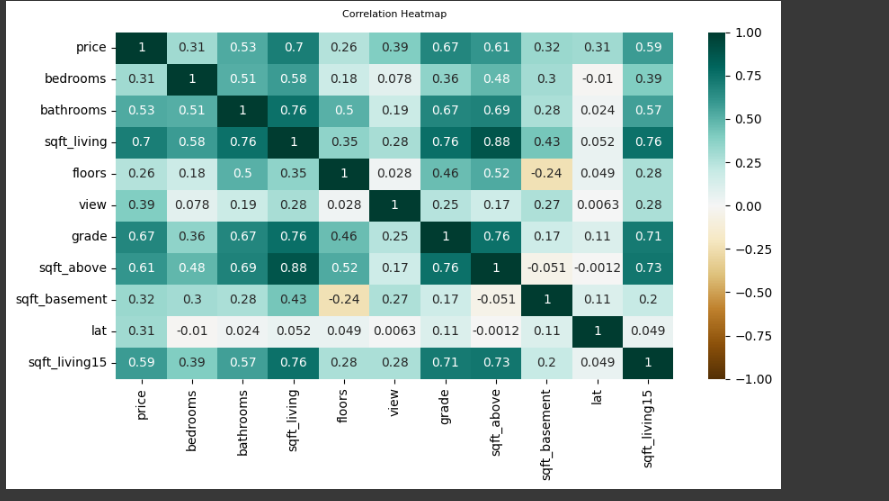 Correlation Heatmap
price 1 0.31 0.53 0.7 0.26 0.39 0.67 0.61 0.32 0.31 0.59
bedrooms 0.31 1 0.51 0.58 0.18 0.078 0.36 0.48 0.3 -0.01 0.39
bathrooms 0.53 0.51 1 0.76 0.5 0.19 0.67 0.69 0.28 0.024 0.57
sqft_living 0.7 0.58 0.76 1 0.35 0.28 0.76 0.88 0.43 0.052 0.76
floors 0.26 0.18 0.5 0.35 1 0.028 0.46 0.52 -0.24 0.049 0.28
view 0.39 0.078 0.19 0.28 0.028 1 0.25 0.17 0.27 0.0063 0.28
grade 0.67 0.36 0.67 0.76 0.46 0.25 1 0.76 0.17 0.11 0.71
sqft_above 0.61 0.48 0.69 0.88 0.52 0.17 0.76 1 -0.051 -0.0012 0.73
sqft_basement 0.32 0.3 0.28 0.43 -0.24 0.27 0.17 -0.051 1 0.11 0.2
lat 0.31 -0.01 0.024 0.052 0.049 0.0063 0.11 -0.0012 0.11 1 0.049
sqft_living15 0.59 0.39 0.57 0.76 0.28 0.28 0.71 0.73 0.2 0.049 1
price
bedrooms
bathrooms
sqft_living
floors
view
grade
sqft_above
sqft_basement
lat
sqft_living15
1.00
0.75
0.50
0.25
0.00
−0.25
−0.50
−0.75
−1.00